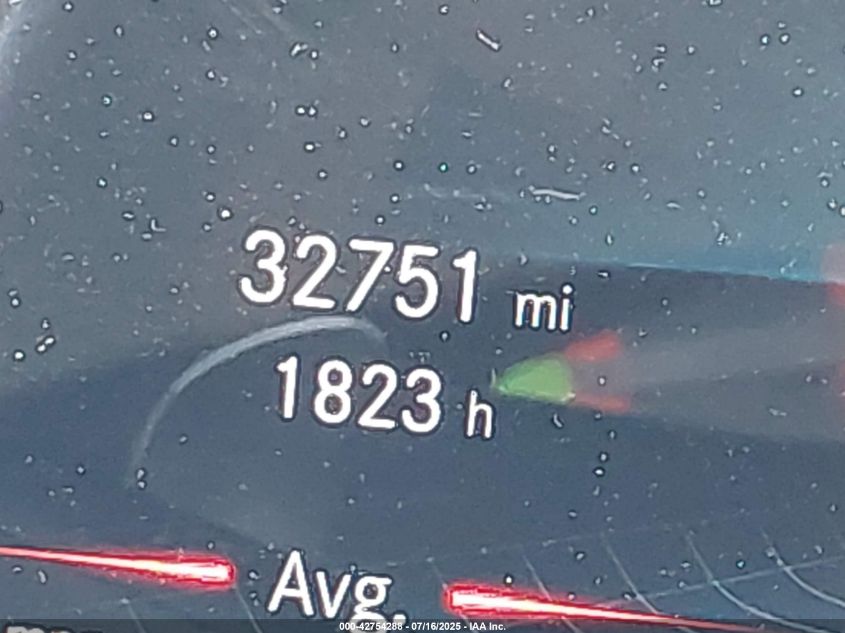 32751 mi
1823 h
Avg.
000-42754288 - 07/16/2025 - IAA Inc.